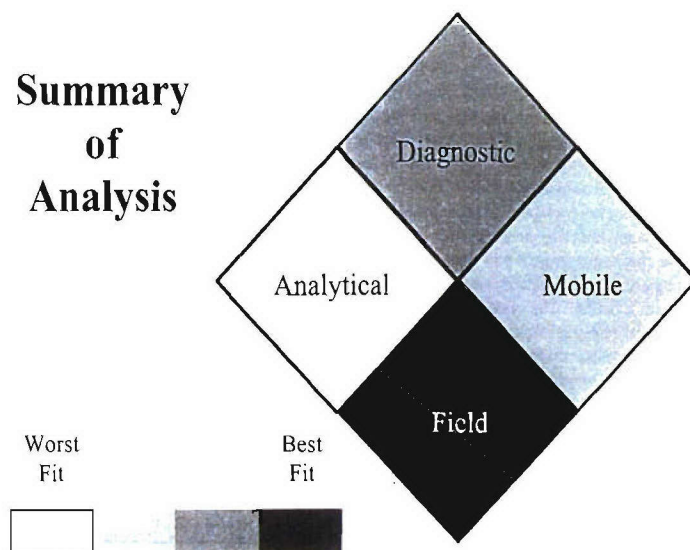 Summary
of
Analysis
Diagnostic
Analytical
Mobile
Field
Worst
Fit
Best
Fit